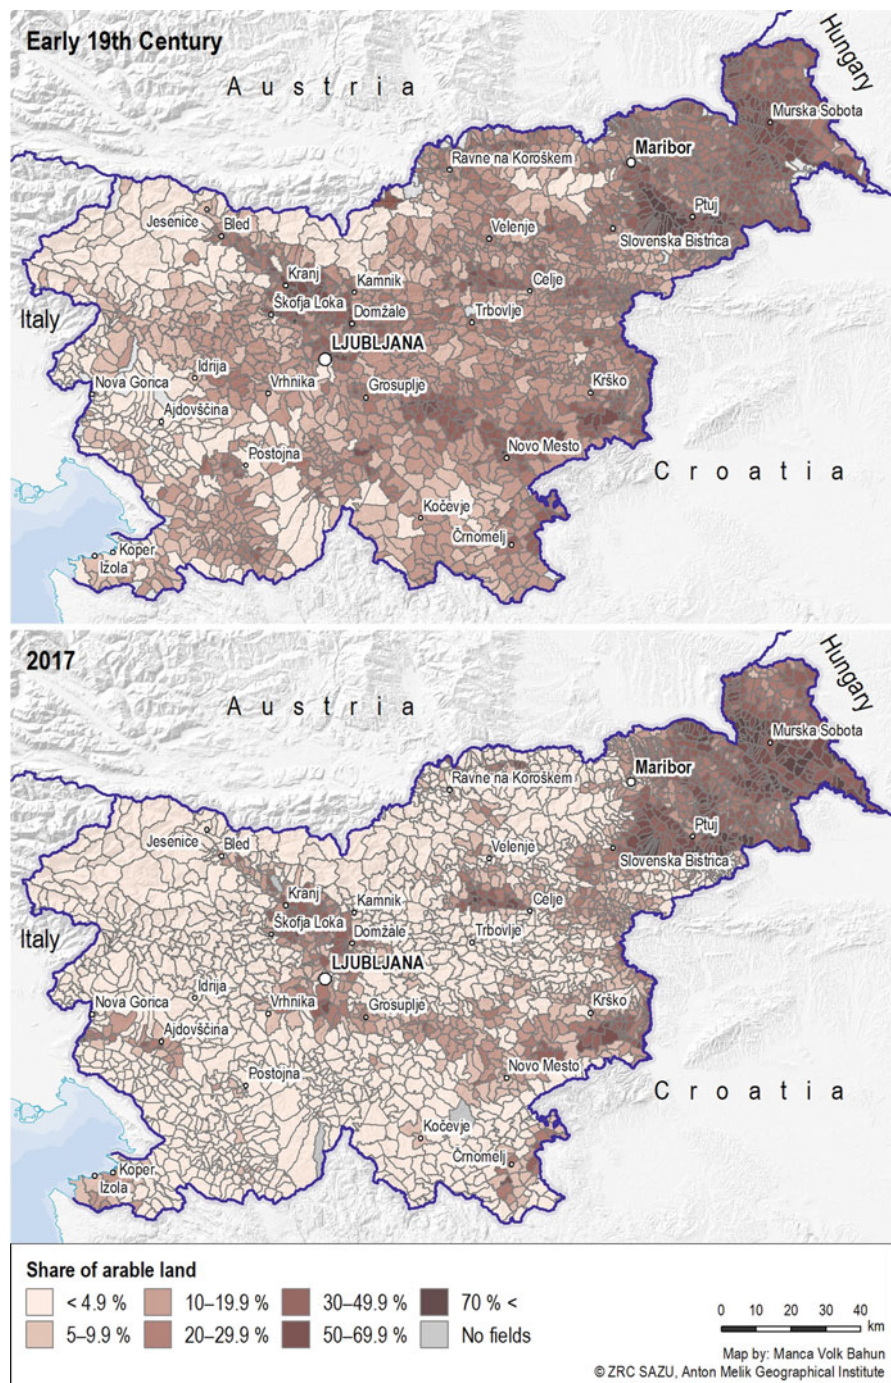 Early 19th Century
Austria
Hungary
Murska Sobota
Ravne na Koroškem
Maribor
Jesenice
Bled
Velenje
Ptuj
Slovenska Bistrica
Kranj
Kamnik
Celje
Škofja Loka
Domžale
Trbovlje
Italy
LJUBLJANA
Idrija
Nova Gorica
Vrhnika
Grosuplje
Krško
Ajdovščina
Postojna
Novo Mesto
Croatia
Kočevje
Črnomelj
Koper
Ižola
2017
Austria
Hungary
Murska Sobota
Ravne na Koroškem
Maribor
Jesenice
Bled
Velenje
Ptuj
Slovenska Bistrica
Kranj
Kamnik
Celje
Škofja Loka
Domžale
Trbovlje
Italy
LJUBLJANA
Idrija
Nova Gorica
Vrhnika
Grosuplje
Krško
Ajdovščina
Postojna
Novo Mesto
Croatia
Kočevje
Črnomelj
Koper
Ižola
Share of arable land
< 4.9 % 10–19.9 % 30–49.9 % 70 % <
5–9.9 % 20–29.9 % 50–69.9 % No fields
0 10 20 30 40
km
Map by: Manca Volk Bahun
© ZRC SAZU, Anton Melik Geographical Institute